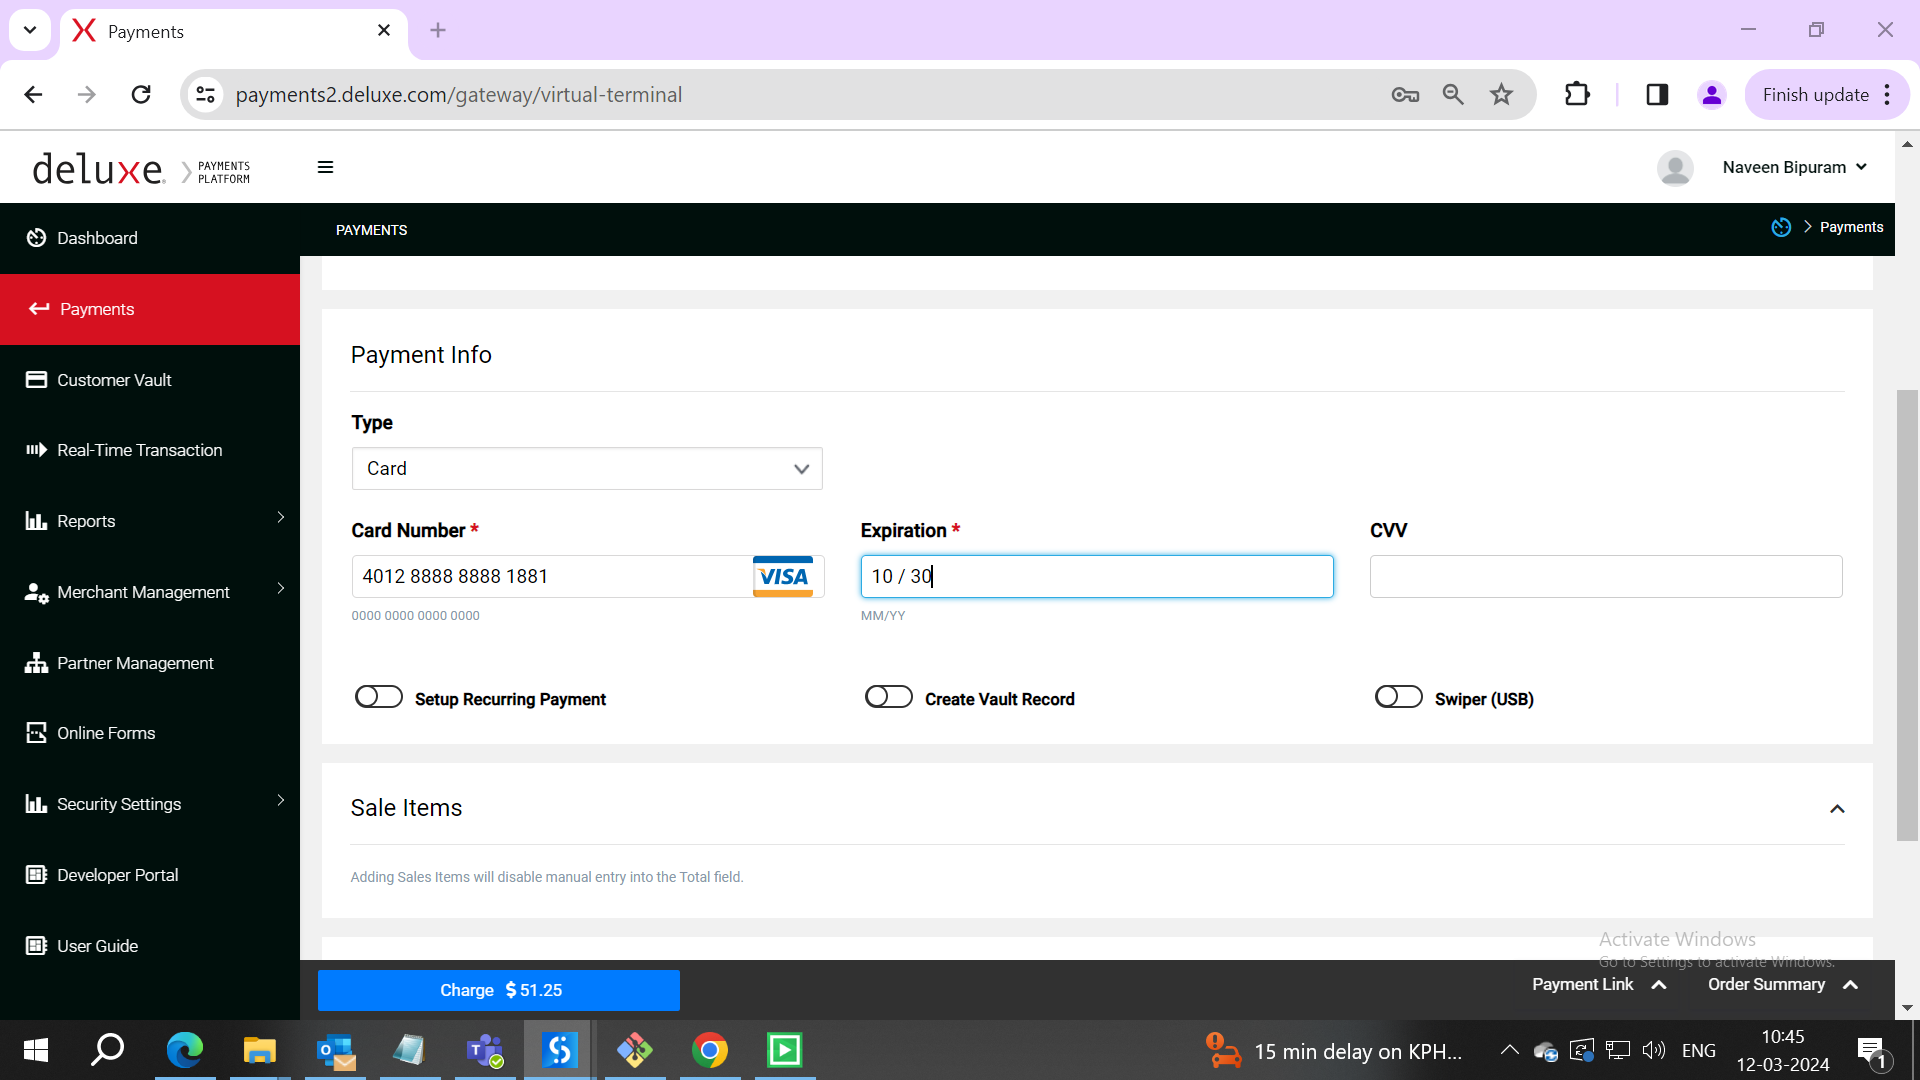 Payments
payments2.deluxe.com/gateway/virtual-terminal
Finish update
deluxe. PAYMENTS PLATFORM
Naveen Bipuram
PAYMENTS
Payments
Dashboard
Payments
Customer Vault
Real-Time Transaction
Reports
Merchant Management
Partner Management
Online Forms
Security Settings
Developer Portal
User Guide
Payment Info
Type
Card
Card Number *
Expiration *
CVV
4012 8888 8888 1881
VISA
10 / 30
0000 0000 0000 0000
MM/YY
Setup Recurring Payment
Create Vault Record
Swiper (USB)
Sale Items
Adding Sales Items will disable manual entry into the Total field.
Activate Windows
Go to Settings to activate Windows.
Charge $ 51.25
Payment Link
Order Summary
15 min delay on KPH...
ENG
10:45
12-03-2024
1